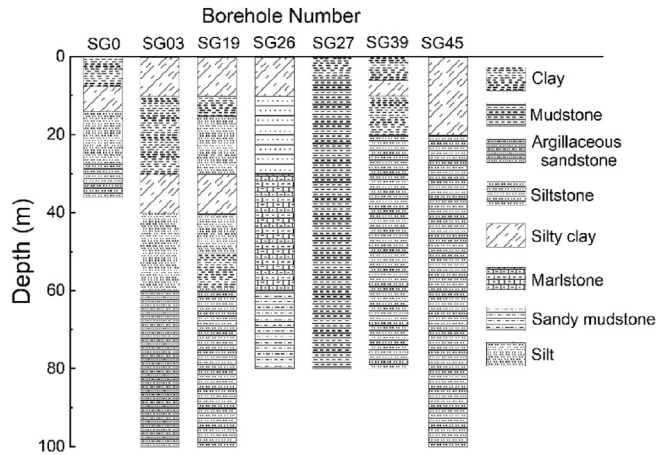 Borehole Number
SG0 SG03 SG19 SG26 SG27 SG39 SG45
Depth (m)
0
20
40
60
80
100
Clay
Mudstone
Argillaceous
sandstone
Siltstone
Silty clay
Marlstone
Sandy mudstone
Silt